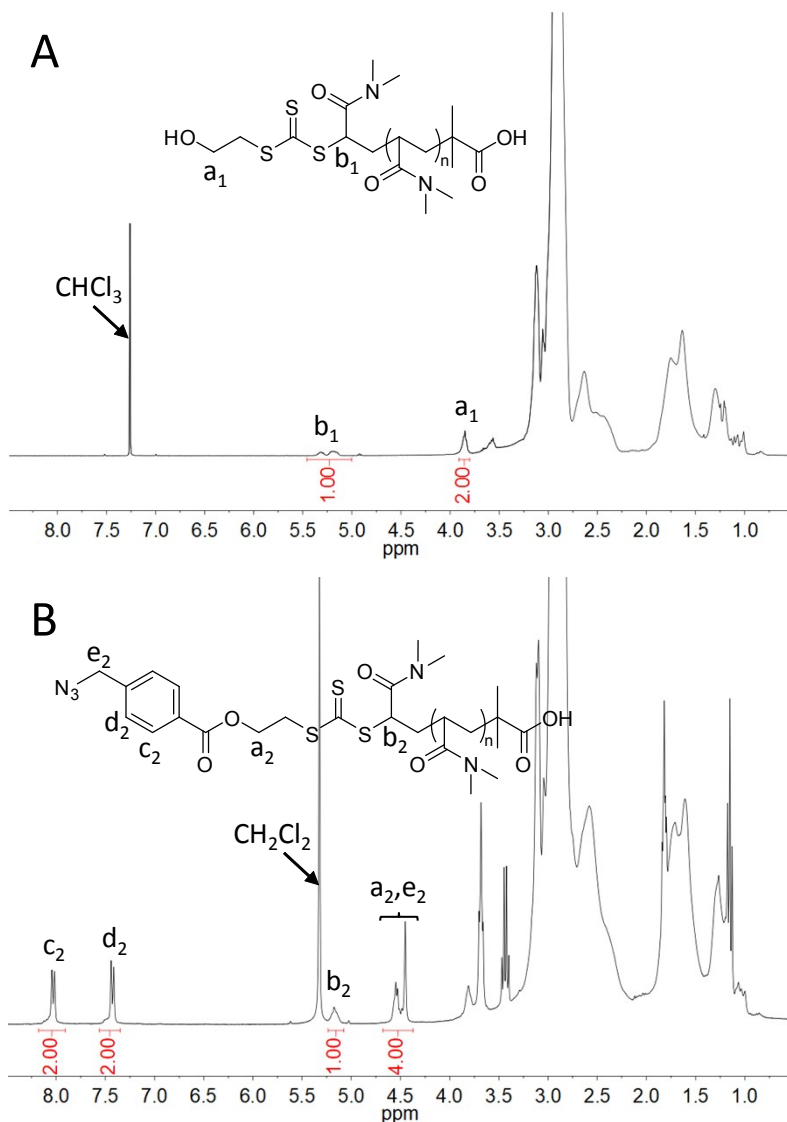 A
N
O
S
HO
S
S
b₁
n
OH
a₁
O
N
O
CHCl₃
b₁
a₁
1.00
2.00
8.0 7.5 7.0 6.5 6.0 5.5 5.0 4.5 4.0 3.5 3.0 2.5 2.0 1.5 1.0
ppm
B
e₂
N₃
O
N
S
d₂
O
S
S
b₂
n
OH
c₂
O
a₂
O
N
O
CH₂Cl₂
a₂,e₂
c₂
d₂
b₂
2.00
2.00
1.00
4.00
8.0 7.5 7.0 6.5 6.0 5.5 5.0 4.5 4.0 3.5 3.0 2.5 2.0 1.5 1.0
ppm